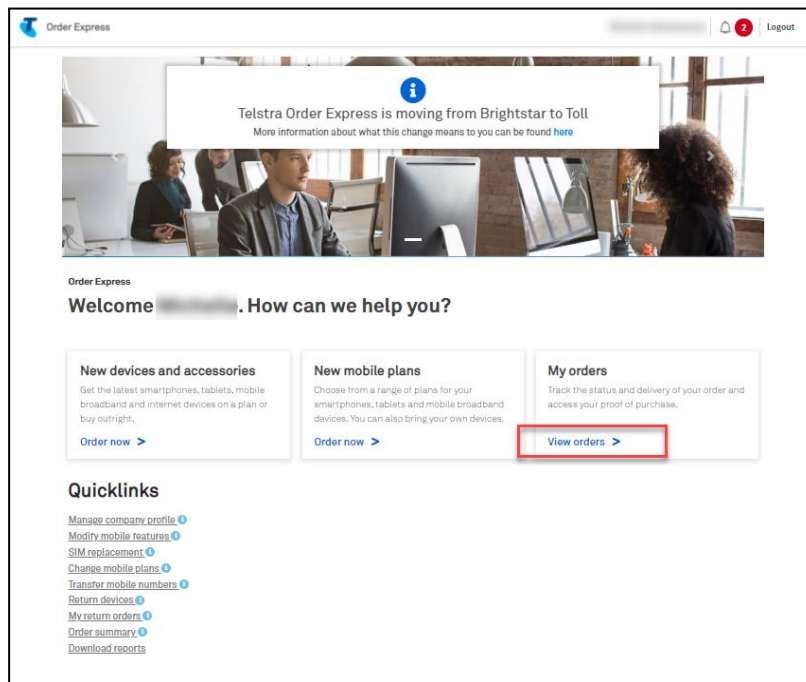 Order Express
2
Logout
Telstra Order Express is moving from Brightstar to Toll
More information about what this change means to you can be found here
Order Express
Welcome . How can we help you?
New devices and accessories
Get the latest smartphones, tablets, mobile
broadband and internet devices on a plan or
buy outright.
Order now >
New mobile plans
Choose from a range of plans for your
smartphones, tablets and mobile broadband
devices. You can also bring your own devices.
Order now >
My orders
Track the status and delivery of your order and
access your proof of purchase.
View orders >
Quicklinks
Manage company profile
Modify mobile features
SIM replacement
Change mobile plans
Transfer mobile numbers
Return devices
My return orders
Order summary
Download reports